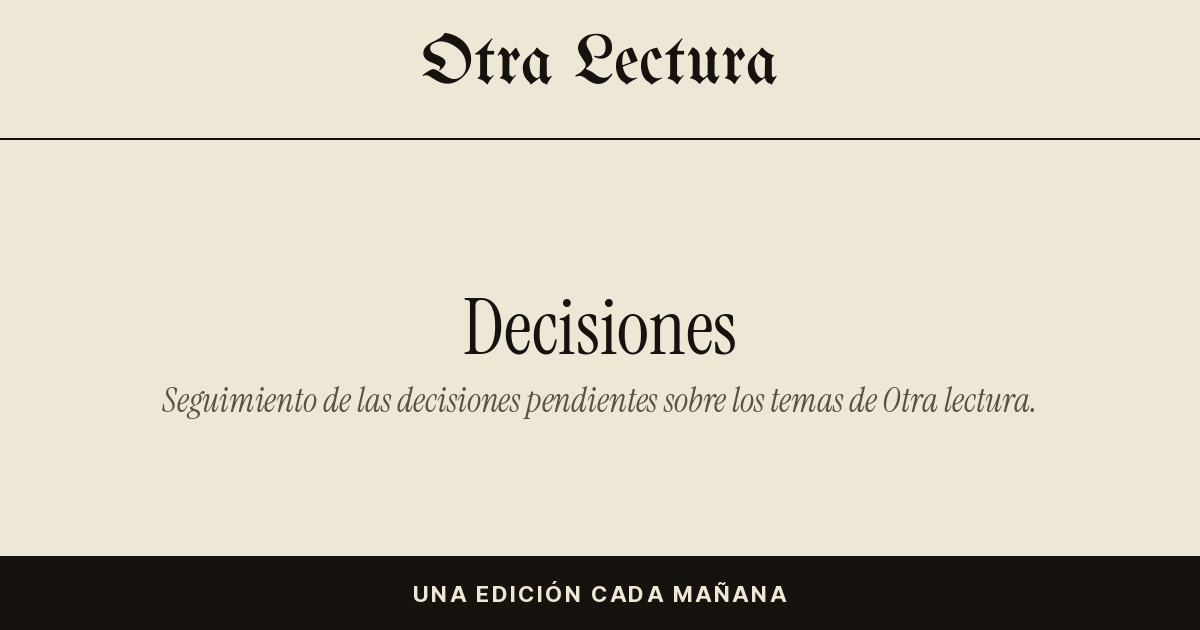 Otra Lectura
Decisiones
Seguimiento de las decisiones pendientes sobre los temas de Otra lectura.
UNA EDICIÓN CADA MAÑANA